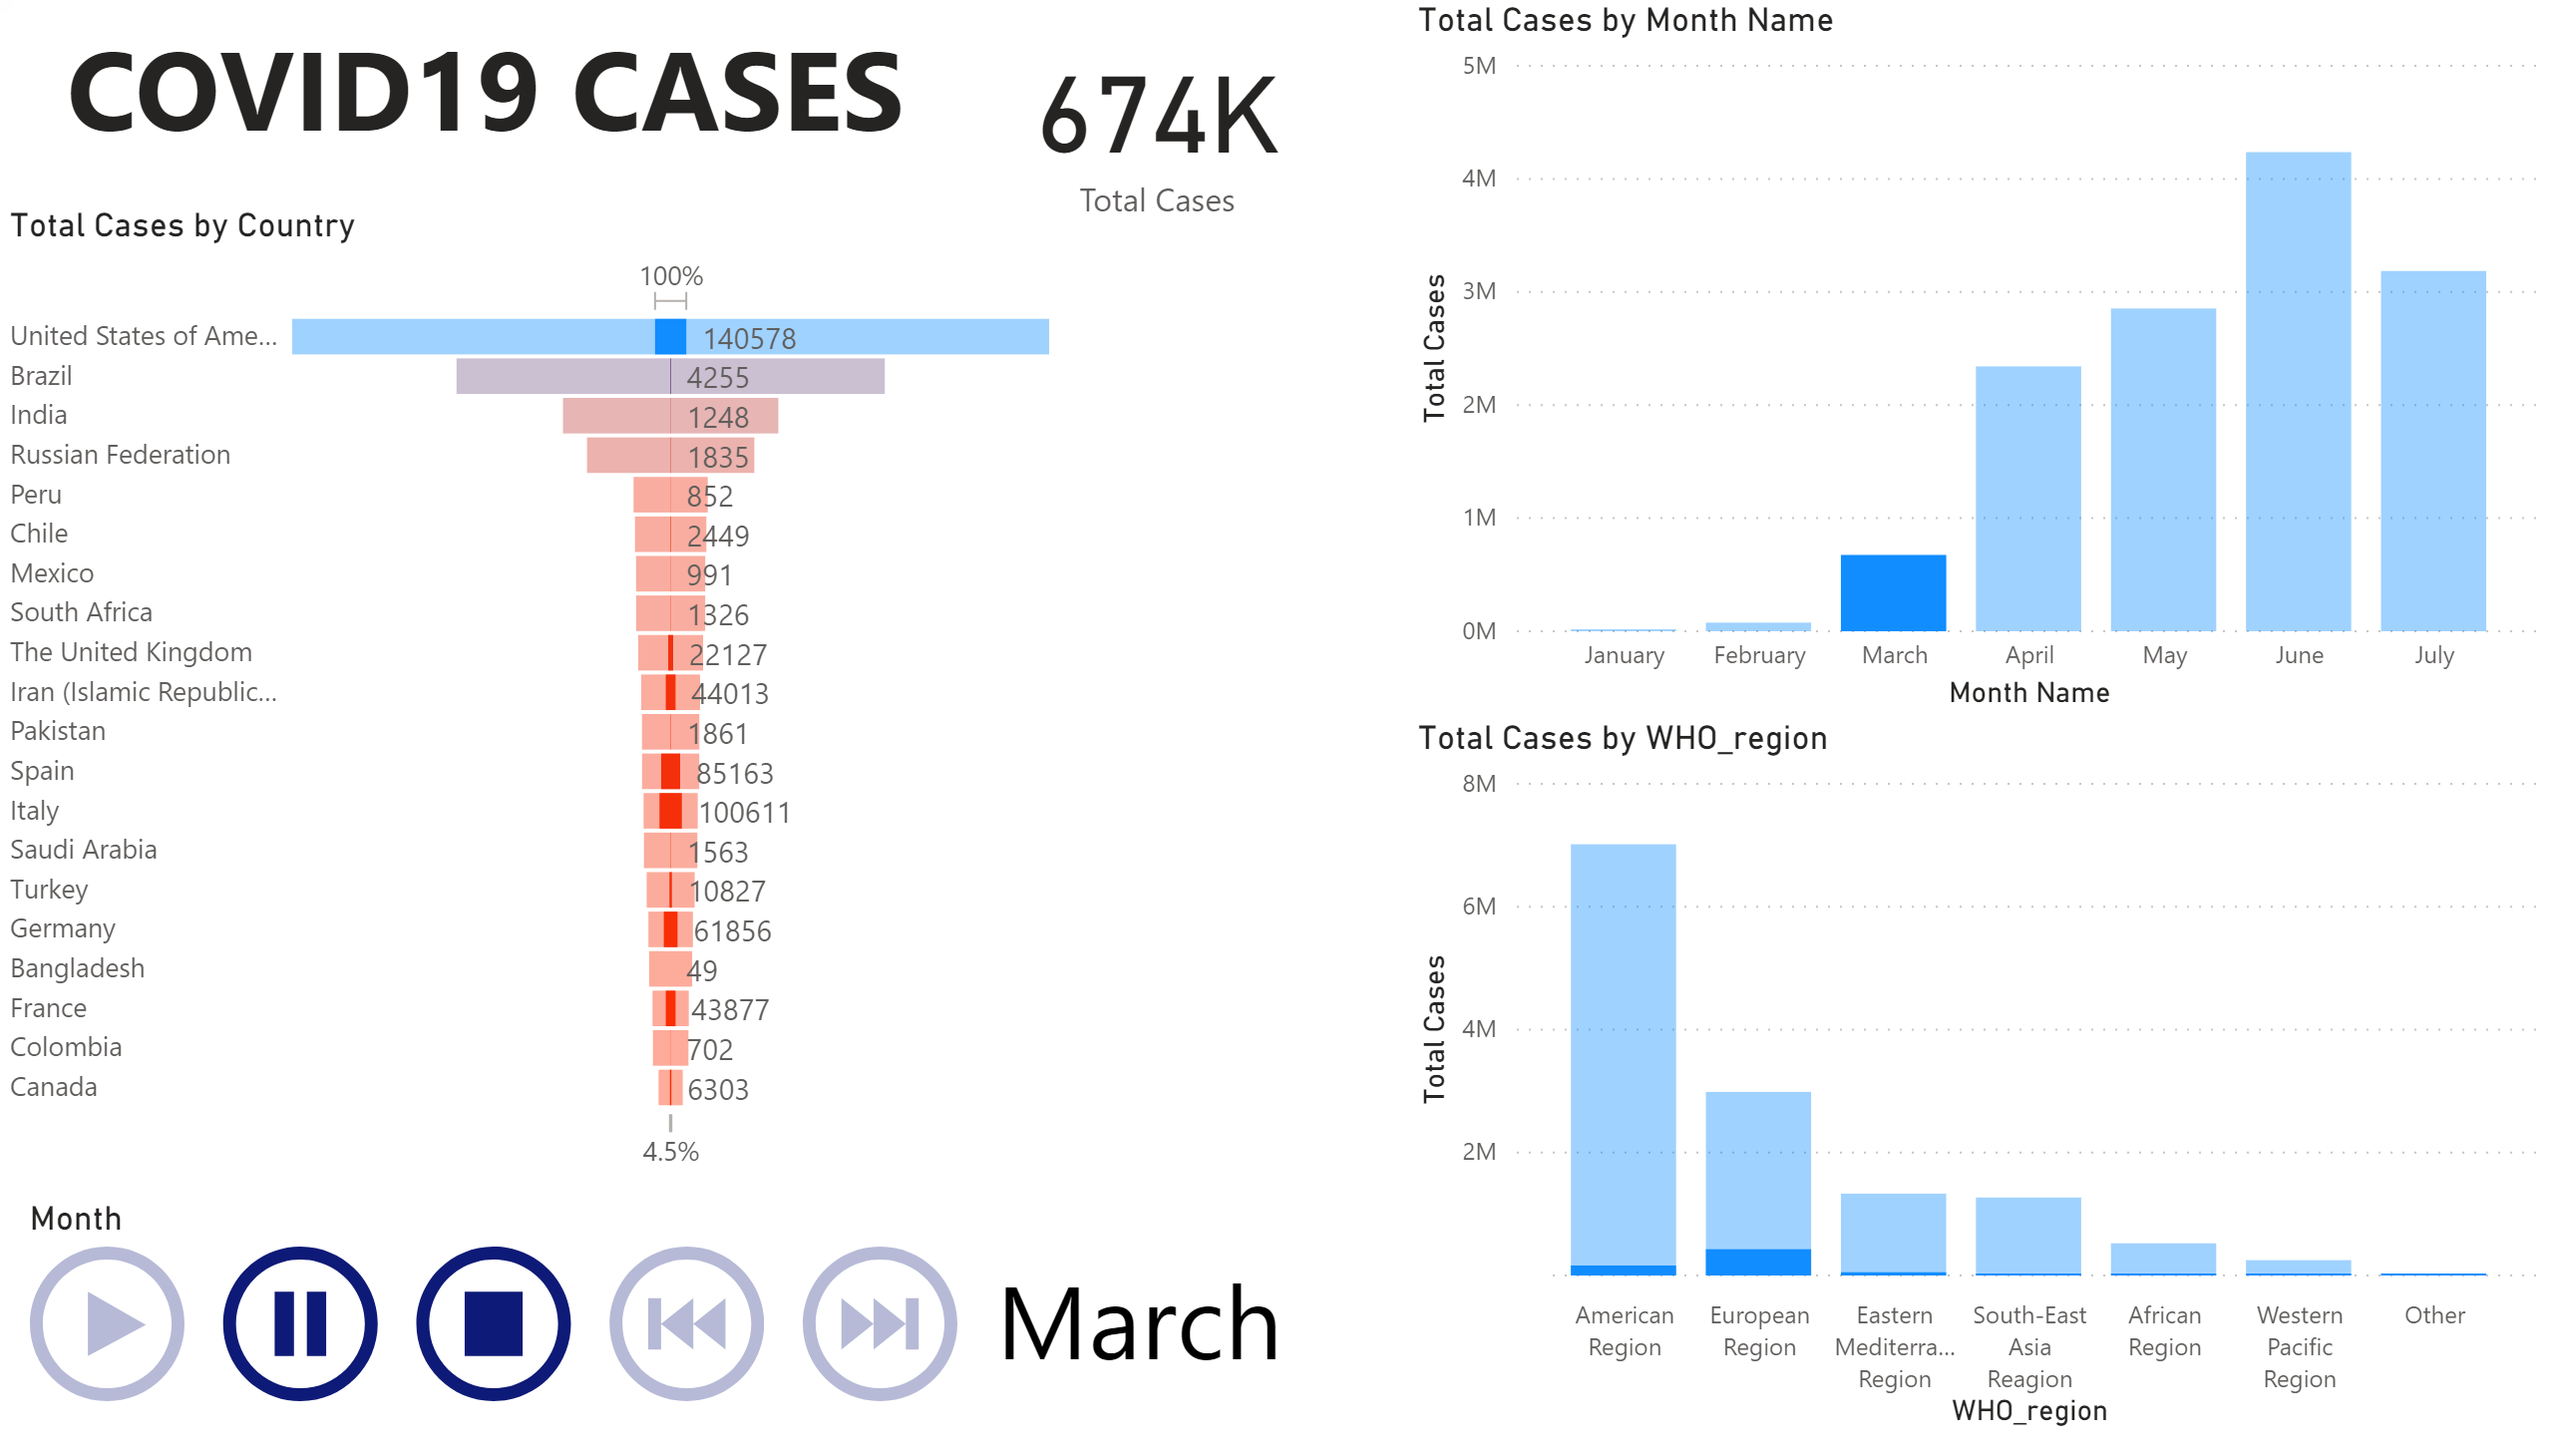 COVID19 CASES
674K
Total Cases
Total Cases by Country
100%
United States of Ame... 140578
Brazil 4255
India 1248
Russian Federation 1835
Peru 852
Chile 2449
Mexico 991
South Africa 1326
The United Kingdom 22127
Iran (Islamic Republic... 44013
Pakistan 1861
Spain 85163
Italy 100611
Saudi Arabia 1563
Turkey 10827
Germany 61856
Bangladesh 49
France 43877
Colombia 702
Canada 6303
4.5%
Month
March
Total Cases by Month Name
Total Cases
5M
4M
3M
2M
1M
0M
January February March April May June July
Month Name
Total Cases by WHO_region
Total Cases
8M
6M
4M
2M
American Region
European Region
Eastern Mediterra... Region
South-East Asia Reagion
African Region
Western Pacific Region
Other
WHO_region